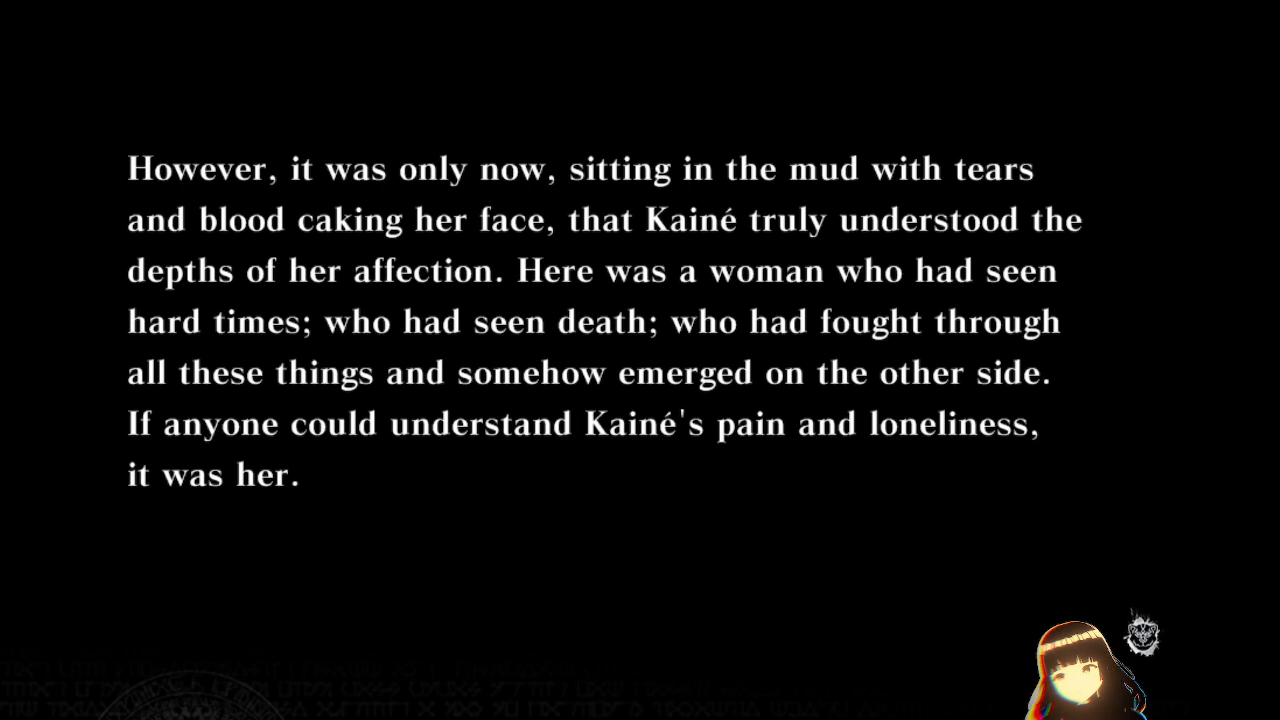 However, it was only now, sitting in the mud with tears
and blood caking her face, that Kainé truly understood the
depths of her affection. Here was a woman who had seen
hard times; who had seen death; who had fought through
all these things and somehow emerged on the other side.
If anyone could understand Kainé's pain and loneliness,
it was her.